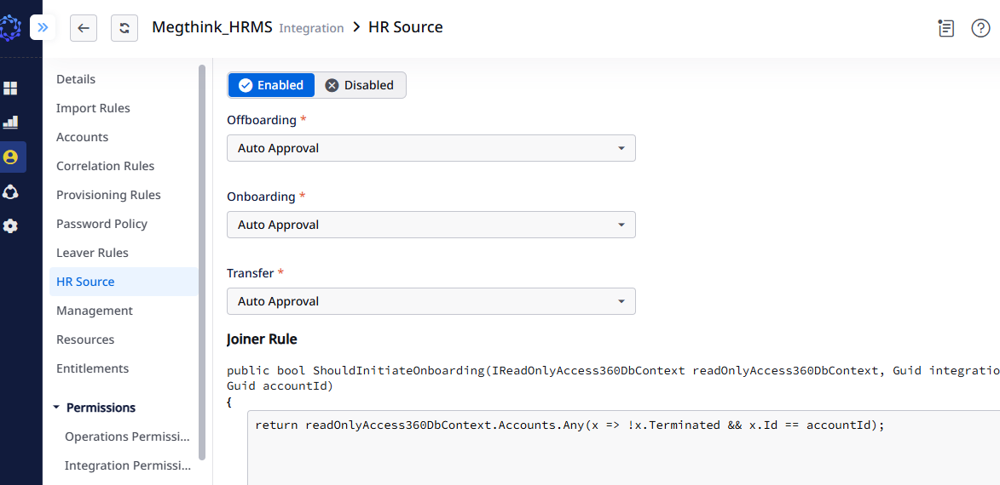 Megthink_HRMS Integration > HR Source
Details
Import Rules
Accounts
Correlation Rules
Provisioning Rules
Password Policy
Leaver Rules
HR Source
Management
Resources
Entitlements
Permissions
Operations Permissi...
Integration Permissi...
Enabled Disabled
Offboarding *
Auto Approval
Onboarding *
Auto Approval
Transfer *
Auto Approval
Joiner Rule
public bool ShouldInitiateOnboarding(IReadOnlyAccess360DbContext readOnlyAccess360DbContext, Guid integratio
Guid accountId)
{
return readOnlyAccess360DbContext.Accounts.Any(x => !x.Terminated && x.Id == accountId);